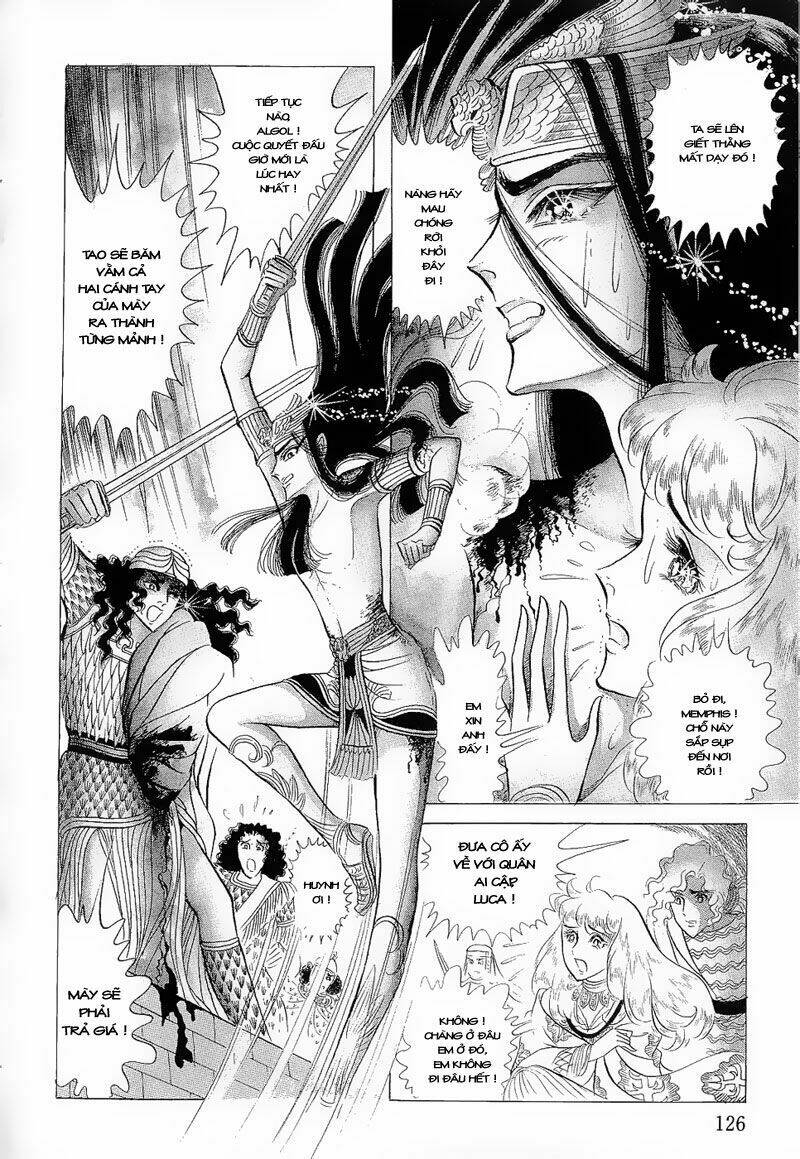 TA SẼ LÊN
GIẾT THẰNG
MẤT DẠY ĐÓ !
NÀNG HÃY
MAU
CHÓNG
RỜI
KHỎI
ĐÂY
ĐI !
BỎ ĐI,
MEMPHIS !
CHỖ NÀY
SẮP SỤP
ĐẾN NƠI
RỒI !
EM
XIN
ANH
ĐẤY !
TIẾP TỤC
NÀO,
ALGOL !
CUỘC QUYẾT ĐẤU
GIỜ MỚI LÀ
LÚC HAY
NHẤT !
TAO SẼ BẰM
VẰM CẢ
HAI CÁNH TAY
CỦA MÀY
RA THÀNH
TỪNG MẢNH !
HUYNH
ƠI !
MÀY SẼ
PHẢI
TRẢ GIÁ !
ĐƯA CÔ ẤY
VỀ VỚI QUÂN
AI CẬP
LUCA !
KHÔNG !
CHÀNG Ở ĐÂU
EM Ở ĐÓ,
EM KHÔNG
ĐI ĐÂU HẾT !
126